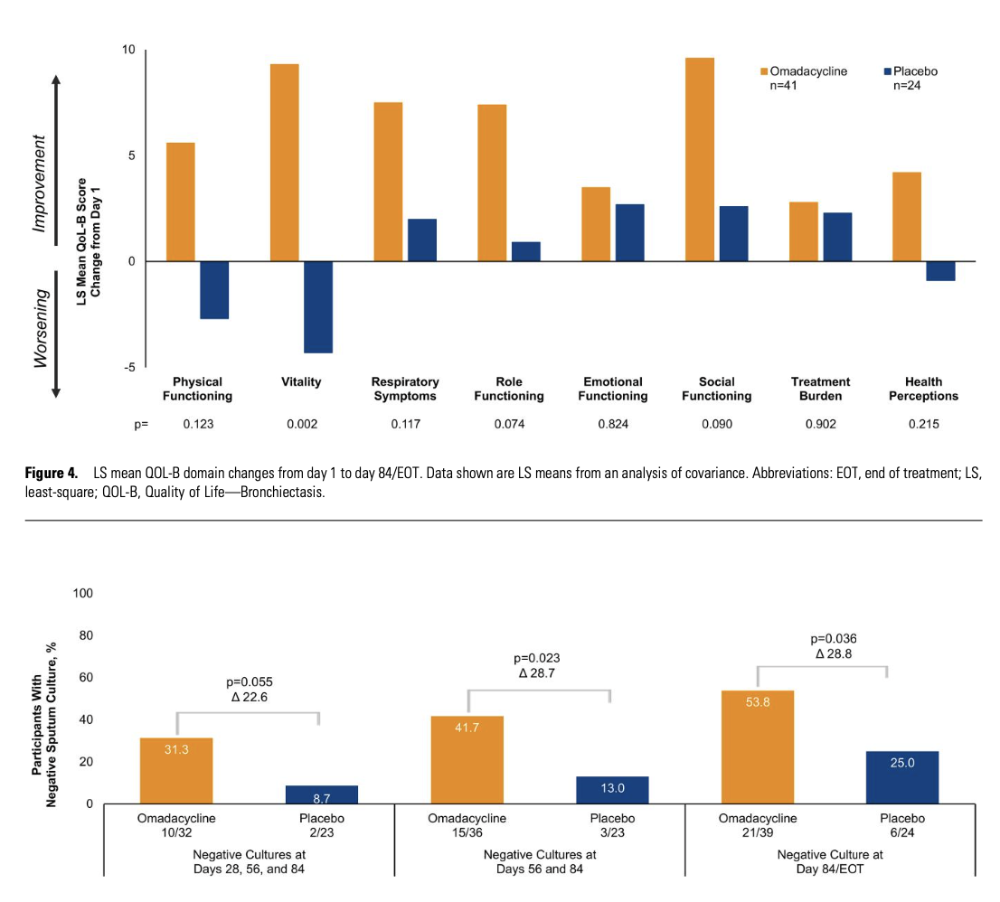 10
5
0
-5
Improvement
Worsening
LS Mean QoL-B Score
Change from Day 1
Omadacycline
n=41
Placebo
n=24
Physical
Functioning
Vitality
Respiratory
Symptoms
Role
Functioning
Emotional
Functioning
Social
Functioning
Treatment
Burden
Health
Perceptions
p= 0.123 0.002 0.117 0.074 0.824 0.090 0.902 0.215
Figure 4. LS mean QOL-B domain changes from day 1 to day 84/EOT. Data shown are LS means from an analysis of covariance. Abbreviations: EOT, end of treatment; LS,
least-square; QOL-B, Quality of Life—Bronchiectasis.
Participants With
Negative Sputum Culture, %
100
80
60
40
20
0
p=0.055
Δ 22.6
31.3
8.7
p=0.023
Δ 28.7
41.7
13.0
p=0.036
Δ 28.8
53.8
25.0
Omadacycline
10/32
Placebo
2/23
Negative Cultures at
Days 28, 56, and 84
Omadacycline
15/36
Placebo
3/23
Negative Cultures at
Days 56 and 84
Omadacycline
21/39
Placebo
6/24
Negative Culture at
Day 84/EOT